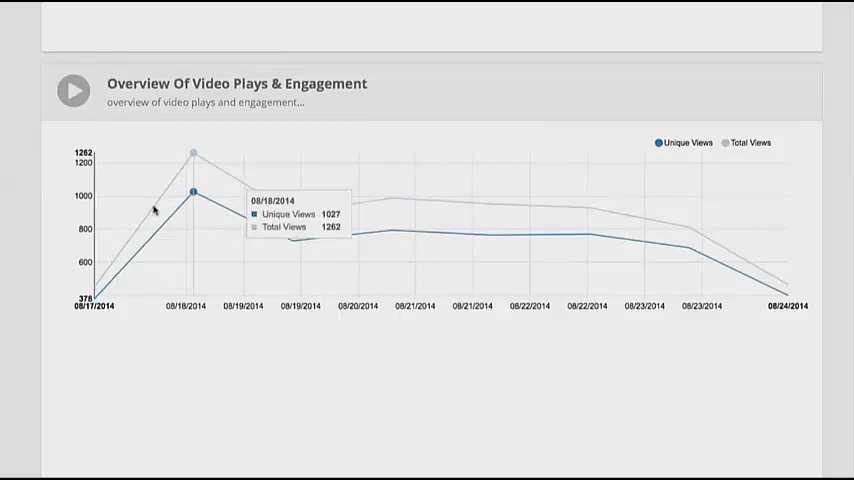 Overview Of Video Plays & Engagement
overview of video plays and engagement...
Unique Views Total Views
1262
1200
1000
800
600
378
08/18/2014
Unique Views 1027
Total Views 1262
08/17/2014 08/18/2014 08/19/2014 08/19/2014 08/20/2014 08/21/2014 08/21/2014 08/22/2014 08/22/2014 08/23/2014 08/23/2014 08/24/2014